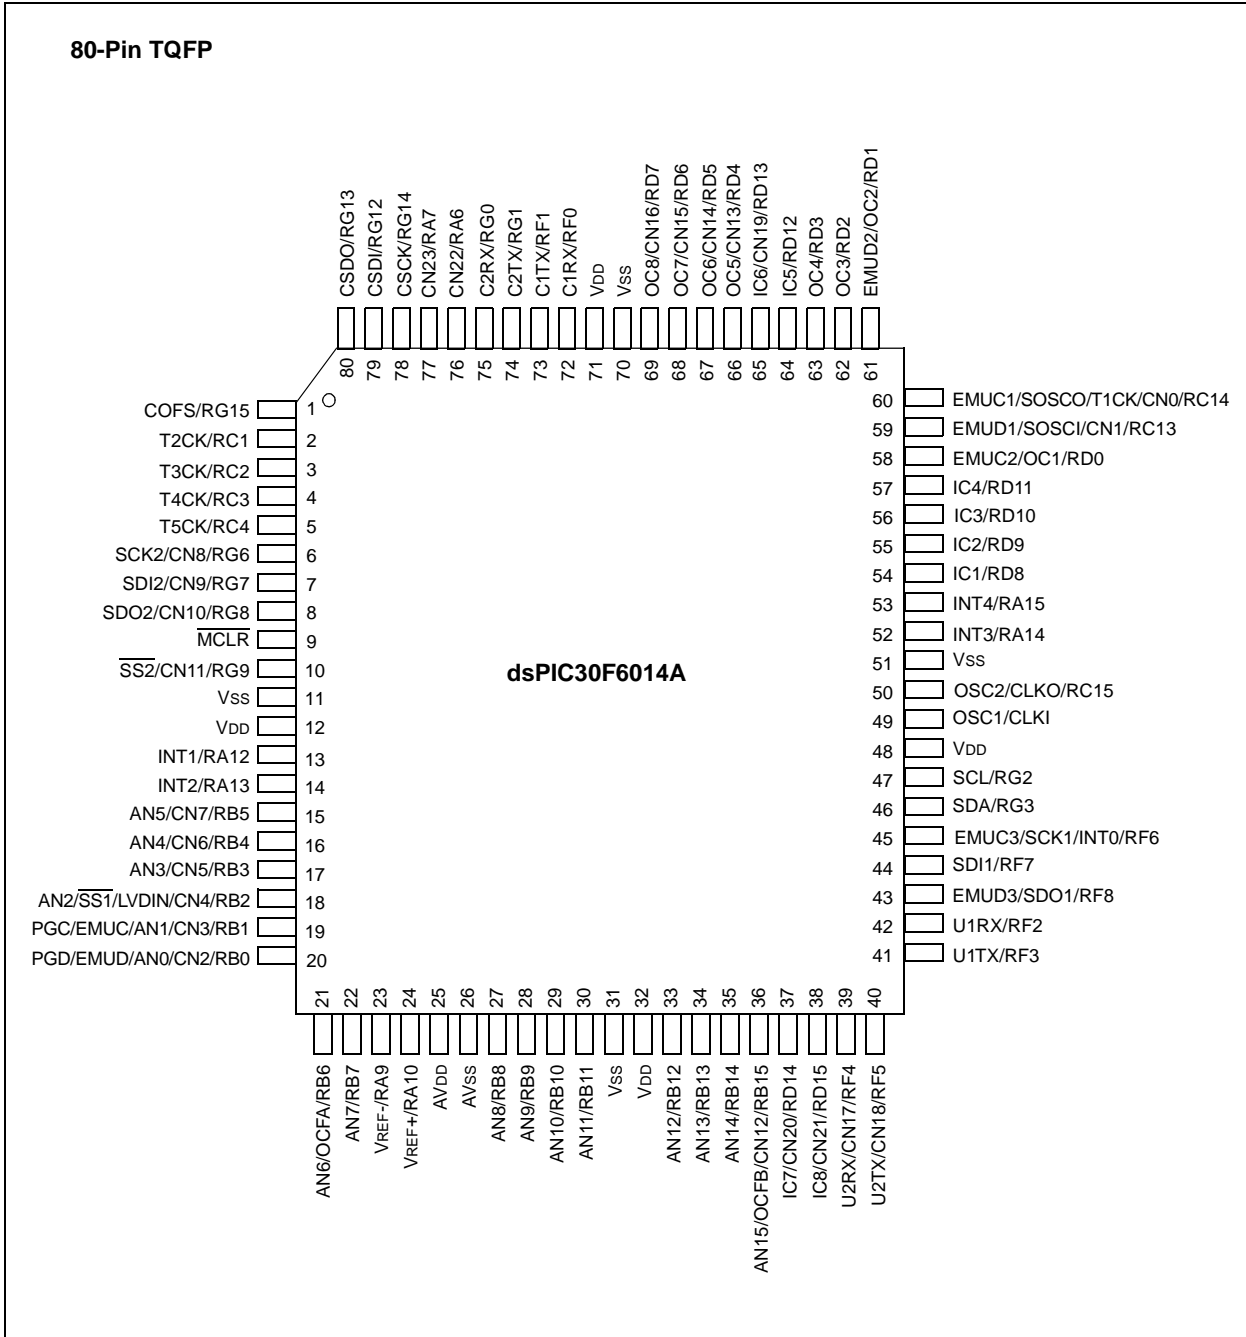 80-Pin TQFP
CSDO/RG13
CSDI/RG12
CSCK/RG14
CN23/RA7
CN22/RA6
C2RX/RG0
C2TX/RG1
C1TX/RF1
C1RX/RF0
VDD
VSS
OC8/CN16/RD7
OC7/CN15/RD6
OC6/CN14/RD5
OC5/CN13/RD4
IC6/CN19/RD13
IC5/RD12
OC4/RD3
OC3/RD2
EMUD2/OC2/RD1
80
79
78
77
76
75
74
73
72
71
70
69
68
67
66
65
64
63
62
61
COFS/RG15 1
T2CK/RC1 2
T3CK/RC2 3
T4CK/RC3 4
T5CK/RC4 5
SCK2/CN8/RG6 6
SDI2/CN9/RG7 7
SDO2/CN10/RG8 8
MCLR 9
SS2/CN11/RG9 10
VSS 11
VDD 12
INT1/RA12 13
INT2/RA13 14
AN5/CN7/RB5 15
AN4/CN6/RB4 16
AN3/CN5/RB3 17
AN2/SS1/LVDIN/CN4/RB2 18
PGC/EMUC/AN1/CN3/RB1 19
PGD/EMUD/AN0/CN2/RB0 20
dsPIC30F6014A
60 EMUC1/SOSCO/T1CK/CN0/RC14
59 EMUD1/SOSCI/CN1/RC13
58 EMUC2/OC1/RD0
57 IC4/RD11
56 IC3/RD10
55 IC2/RD9
54 IC1/RD8
53 INT4/RA15
52 INT3/RA14
51 VSS
50 OSC2/CLKO/RC15
49 OSC1/CLKI
48 VDD
47 SCL/RG2
46 SDA/RG3
45 EMUC3/SCK1/INT0/RF6
44 SDI1/RF7
43 EMUD3/SDO1/RF8
42 U1RX/RF2
41 U1TX/RF3
21
22
23
24
25
26
27
28
29
30
31
32
33
34
35
36
37
38
39
40
AN6/OCFA/RB6
AN7/RB7
VREF-/RA9
VREF+/RA10
AVDD
AVSS
AN8/RB8
AN9/RB9
AN10/RB10
AN11/RB11
VSS
VDD
AN12/RB12
AN13/RB13
AN14/RB14
AN15/OCFB/CN12/RB15
IC7/CN20/RD14
IC8/CN21/RD15
U2RX/CN17/RF4
U2TX/CN18/RF5